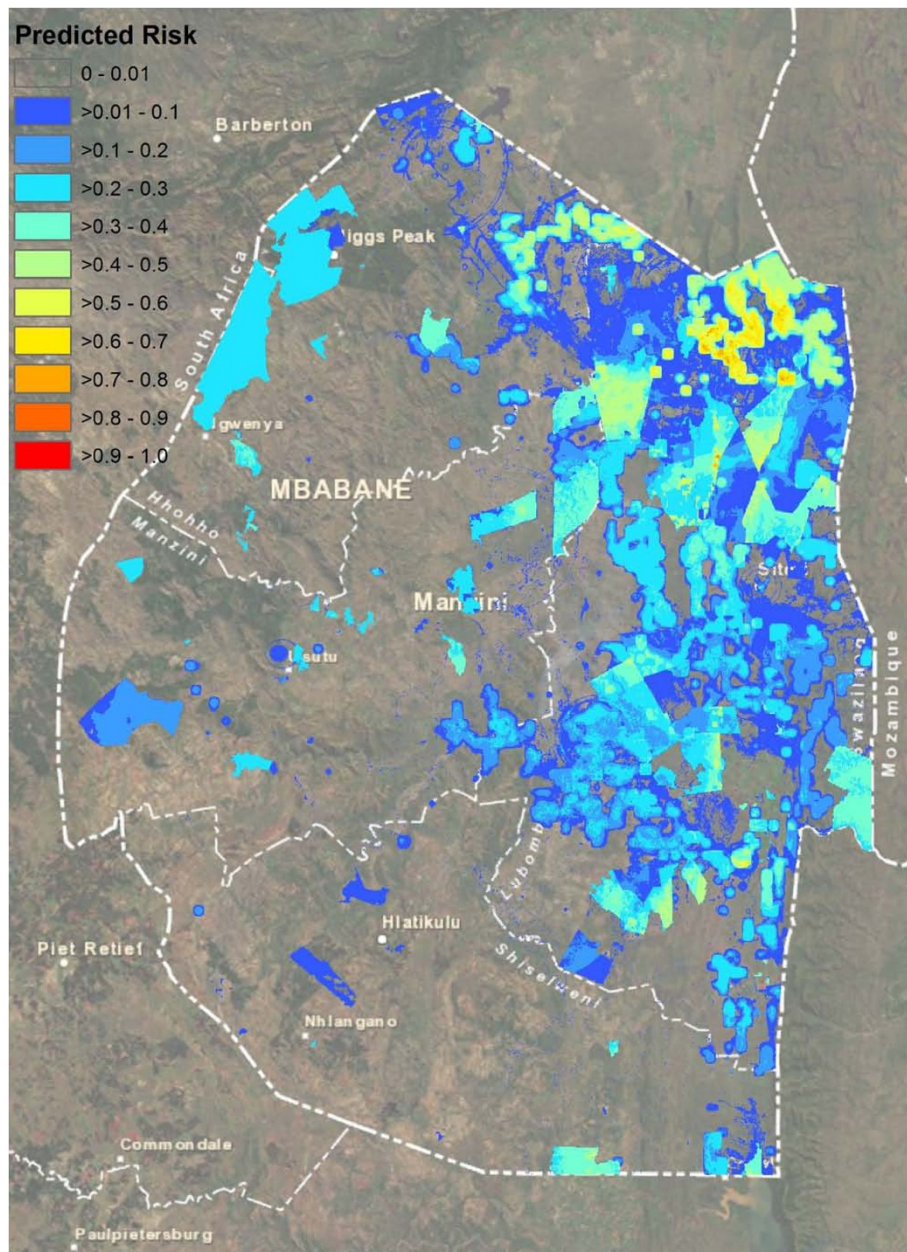 Predicted Risk
0 - 0.01
>0.01 - 0.1
>0.1 - 0.2
>0.2 - 0.3
>0.3 - 0.4
>0.4 - 0.5
>0.5 - 0.6
>0.6 - 0.7
>0.7 - 0.8
>0.8 - 0.9
>0.9 - 1.0
Barberton
Peak
South Africa
MBABANE
Hhohho
Manzini
Manzini
Mozambique
Hlatikulu
Piet Retief
Shiselweni
Nhlangano
Commondale
Paulpietersburg